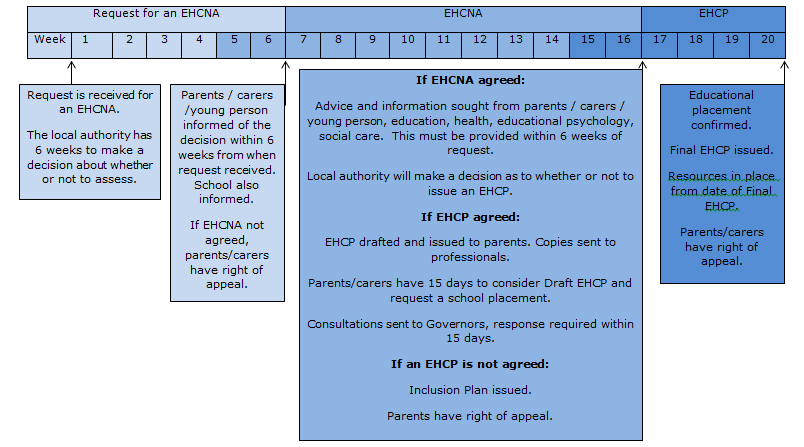 Request for an EHCNA EHCNA EHCP
Week 1 2 3 4 5 6 7 8 9 10 11 12 13 14 15 16 17 18 19 20
Request is received for
an EHCNA.
The local authority has
6 weeks to make a
decision about whether
or not to assess.
Parents / carers
/young person
informed of the
decision within 6
weeks from when
request received.
School also
informed.
If EHCNA not
agreed,
parents/carers
have right of
appeal.
If EHCNA agreed:
Advice and information sought from parents / carers /
young person, education, health, educational psychology,
social care. This must be provided within 6 weeks of
request.
Local authority will make a decision as to whether or not to
issue an EHCP.
If EHCP agreed:
EHCP drafted and issued to parents. Copies sent to
professionals.
Parents/carers have 15 days to consider Draft EHCP and
request a school placement.
Consultations sent to Governors, response required within
15 days.
If an EHCP is not agreed:
Inclusion Plan issued.
Parents have right of appeal.
Educational
placement
confirmed.
Final EHCP issued.
Resources in place
from date of Final
EHCP.
Parents/carers
have right of
appeal.